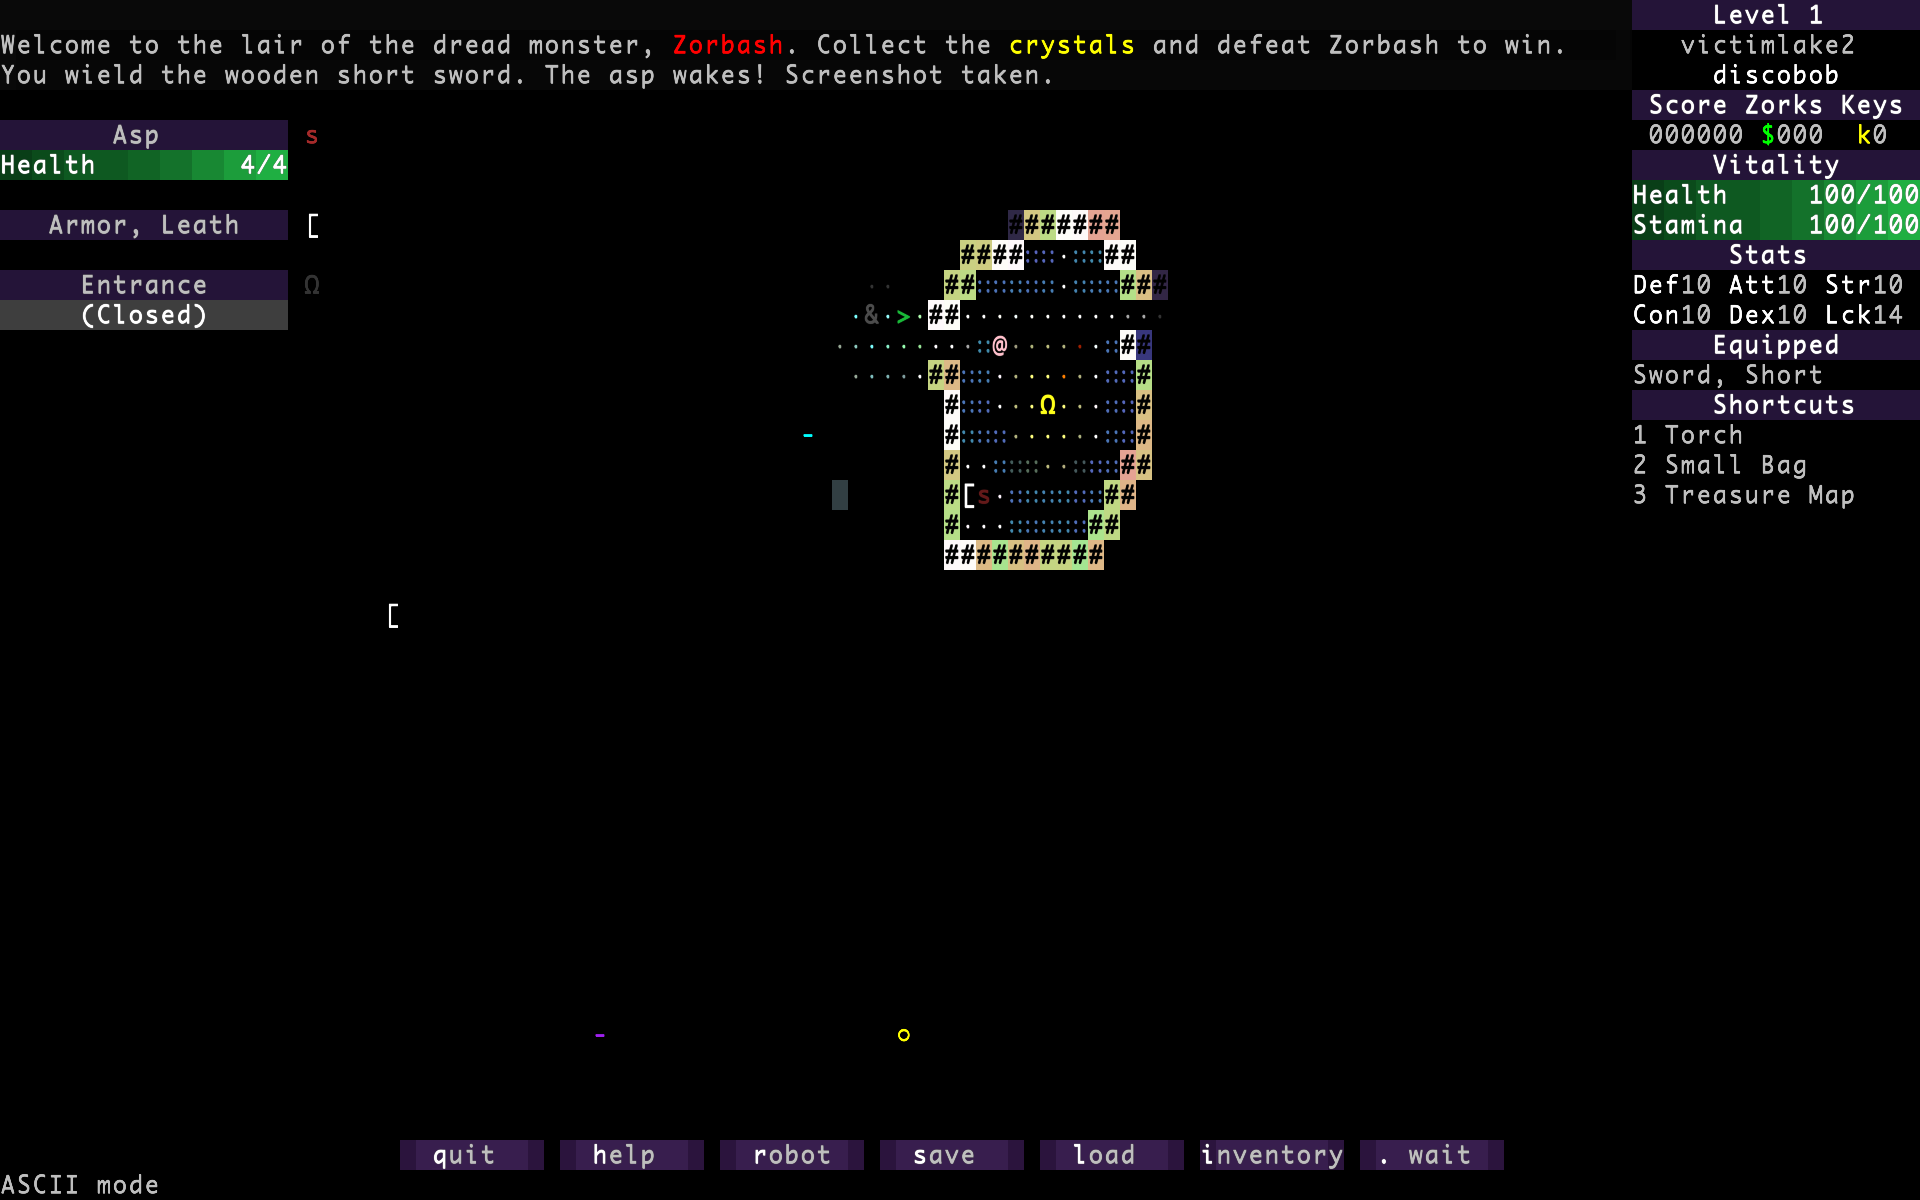 Level 1
Welcome to the lair of the dread monster, Zorbash. Collect the crystals and defeat Zorbash to win.
victimlake2
You wield the wooden short sword. The asp wakes! Screenshot taken.
discobob
Score Zorks Keys
000000 $000 k0
Asp s
Health 4/4
Vitality
Health 100/100
Stamina 100/100
Armor, Leath [
Stats
Def10 Att10 Str10
Con10 Dex10 Lck14
Entrance Ω
(Closed)
Equipped
Sword, Short
Shortcuts
1 Torch
2 Small Bag
3 Treasure Map
quit help robot save load inventory . wait
ASCII mode